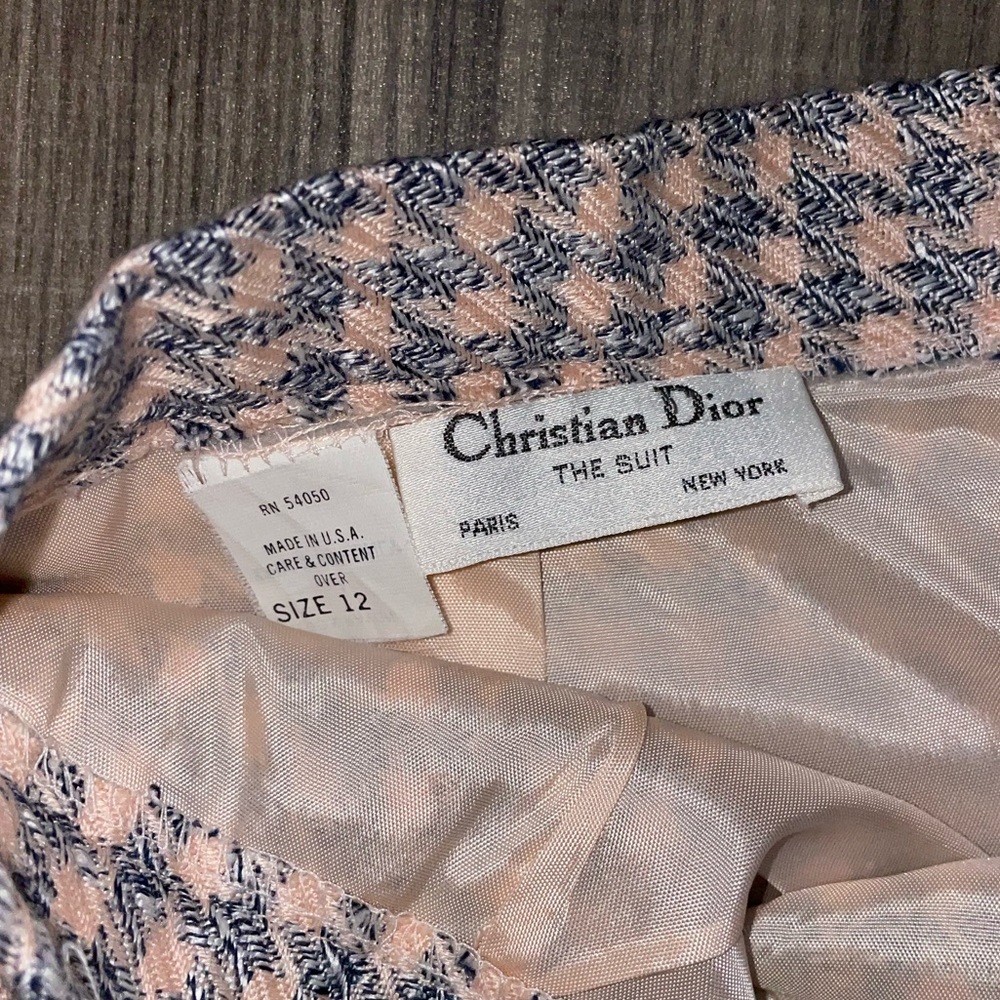 Christian Dior
THE SUIT
PARIS NEW YORK
RN 54050
MADE IN U.S.A.
CARE & CONTENT
OVER
SIZE 12